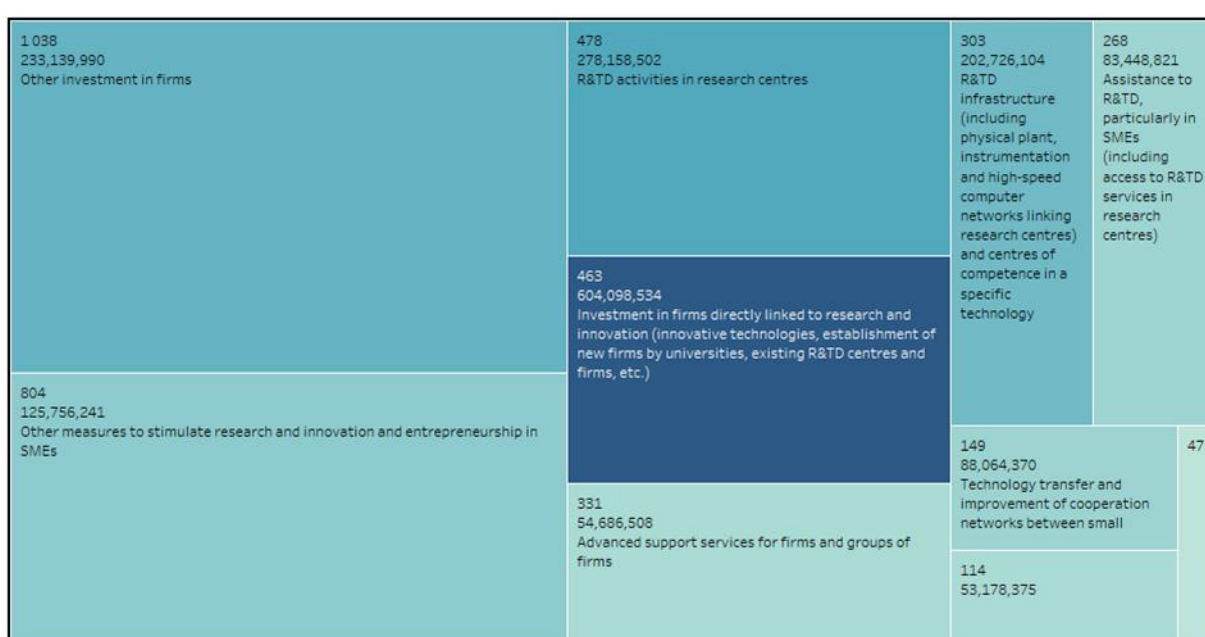 1 038
233,139,990
Other investment in firms
804
125,756,241
Other measures to stimulate research and innovation and entrepreneurship in
SMEs
478
278,158,502
R&TD activities in research centres
463
604,098,534
Investment in firms directly linked to research and
innovation (innovative technologies, establishment of
new firms by universities, existing R&TD centres and
firms, etc.)
331
54,686,508
Advanced support services for firms and groups of
firms
303
202,726,104
R&TD
infrastructure
(including
physical plant,
instrumentation
and high-speed
computer
networks linking
research centres)
and centres of
competence in a
specific
technology
268
83,448,821
Assistance to
R&TD,
particularly in
SMEs
(including
access to R&TD
services in
research
centres)
149
88,064,370
Technology transfer and
improvement of cooperation
networks between small
114
53,178,375
47